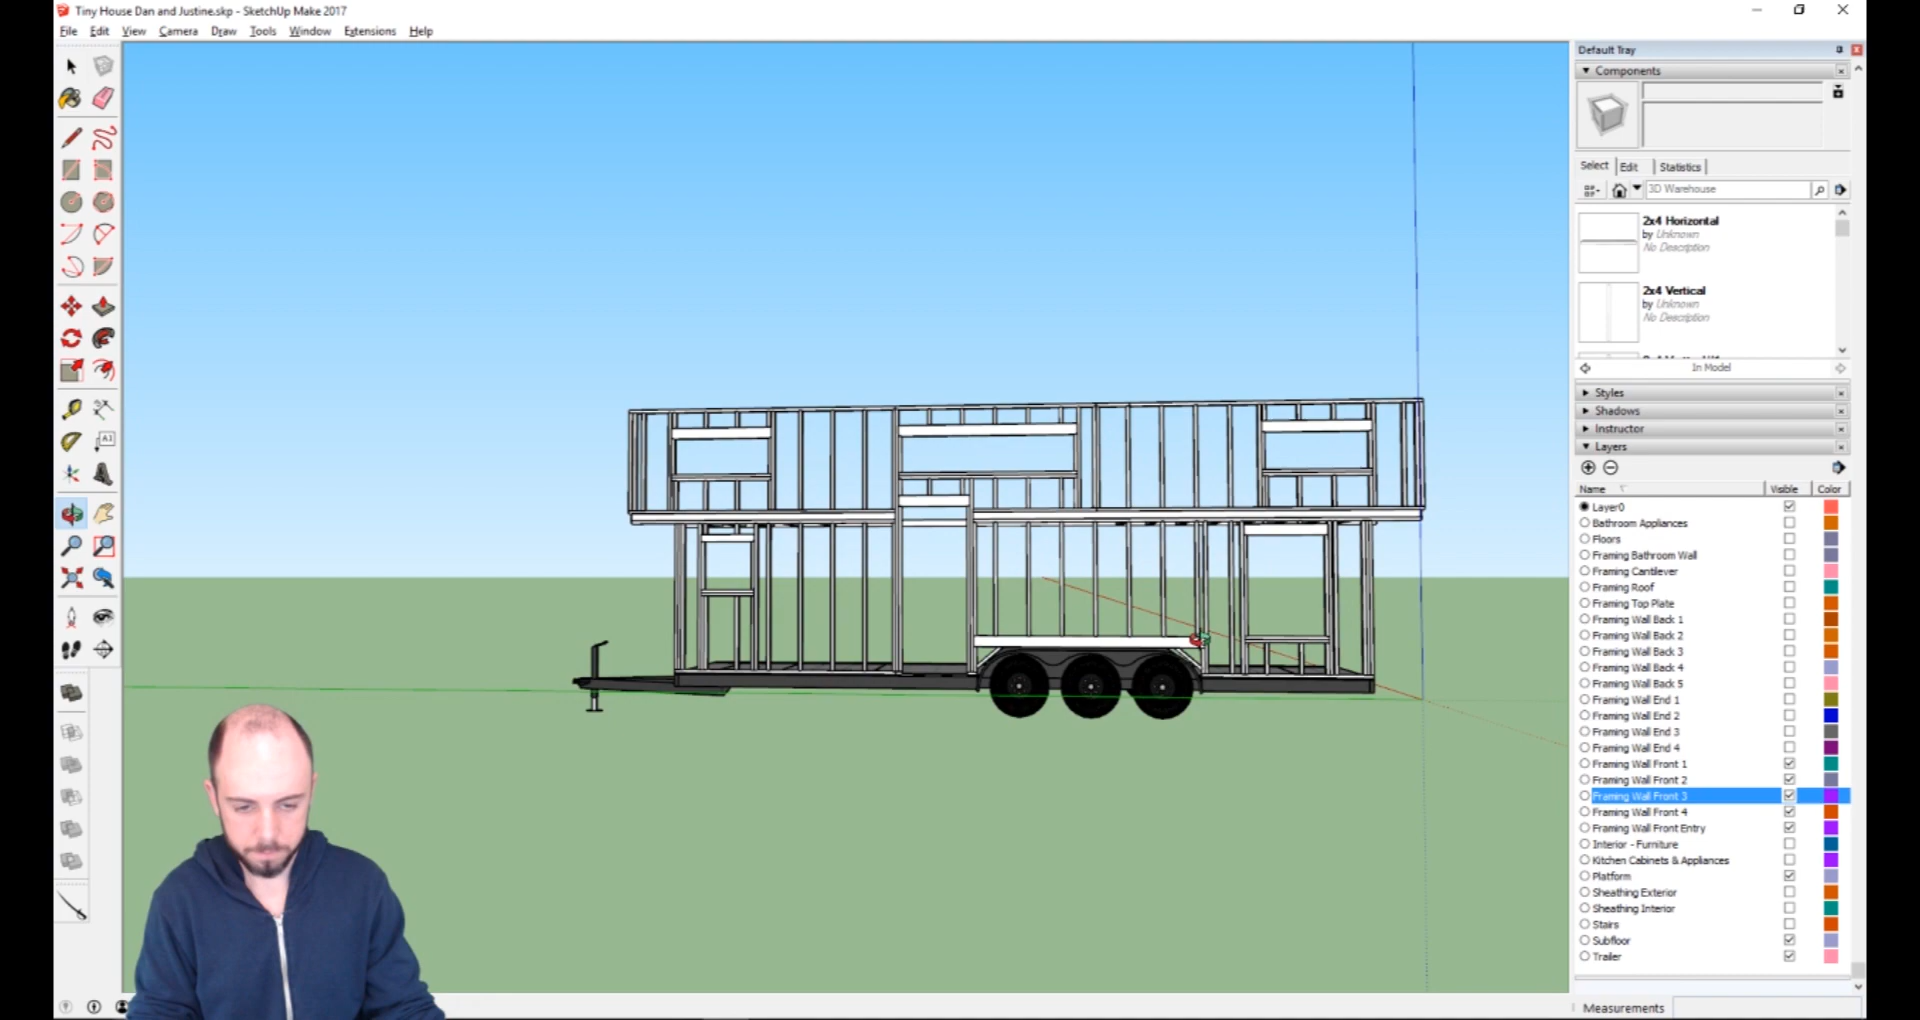 Tiny House Dan and Justine.skp - SketchUp Make 2017
File Edit View Camera Draw Tools Window Extensions Help
Default Tray
Components
Select Edit Statistics
3D Warehouse
2x4 Horizontal
by Unknown
No Description
2x4 Vertical
by Unknown
No Description
In Model
Styles
Shadows
Instructor
Layers
Name Visible Color
Layer0
Bathroom Appliances
Floors
Framing Bathroom Wall
Framing Cantilever
Framing Roof
Framing Top Plate
Framing Wall Back 1
Framing Wall Back 2
Framing Wall Back 3
Framing Wall Back 4
Framing Wall Back 5
Framing Wall End 1
Framing Wall End 2
Framing Wall End 3
Framing Wall End 4
Framing Wall Front 1
Framing Wall Front 2
Framing Wall Front 3
Framing Wall Front 4
Framing Wall Front Entry
Interior - Furniture
Kitchen Cabinets & Appliances
Platform
Sheathing Exterior
Sheathing Interior
Stairs
Subfloor
Trailer
Measurements